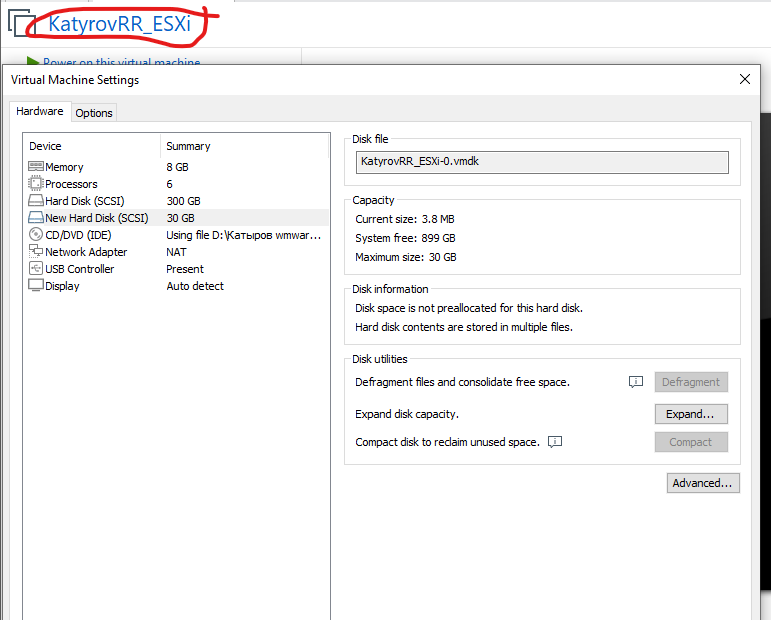 KatyrovRR_ESXi
Power on this virtual machine
Virtual Machine Settings
Hardware Options
Device Summary
Memory 8 GB
Processors 6
Hard Disk (SCSI) 300 GB
New Hard Disk (SCSI) 30 GB
CD/DVD (IDE) Using file D:\Катыров wmwar...
Network Adapter NAT
USB Controller Present
Display Auto detect
Disk file
KatyrovRR_ESXi-0.vmdk
Capacity
Current size: 3.8 MB
System free: 899 GB
Maximum size: 30 GB
Disk information
Disk space is not preallocated for this hard disk.
Hard disk contents are stored in multiple files.
Disk utilities
Defragment files and consolidate free space. Defragment
Expand disk capacity. Expand...
Compact disk to reclaim unused space. Compact
Advanced...